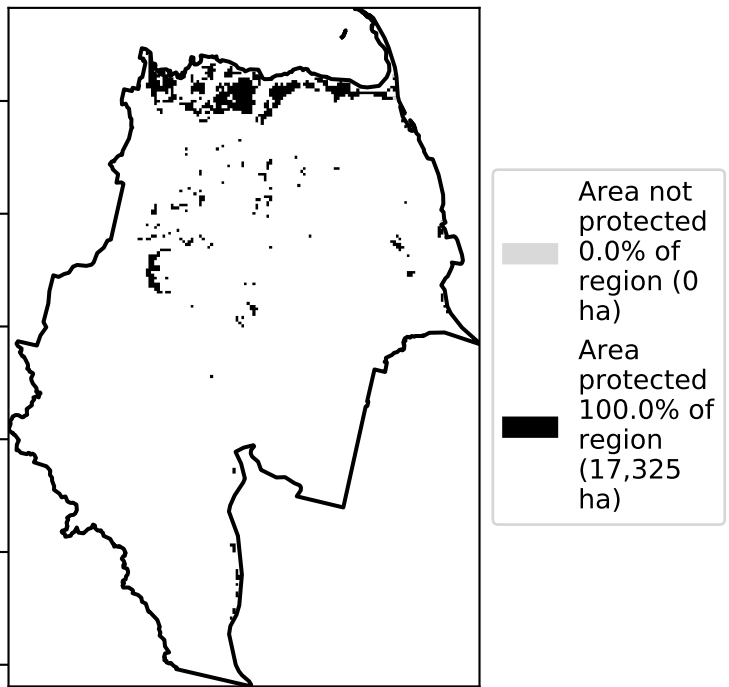 Area not
protected
0.0% of
region (0
ha)
Area
protected
100.0% of
region
(17,325
ha)